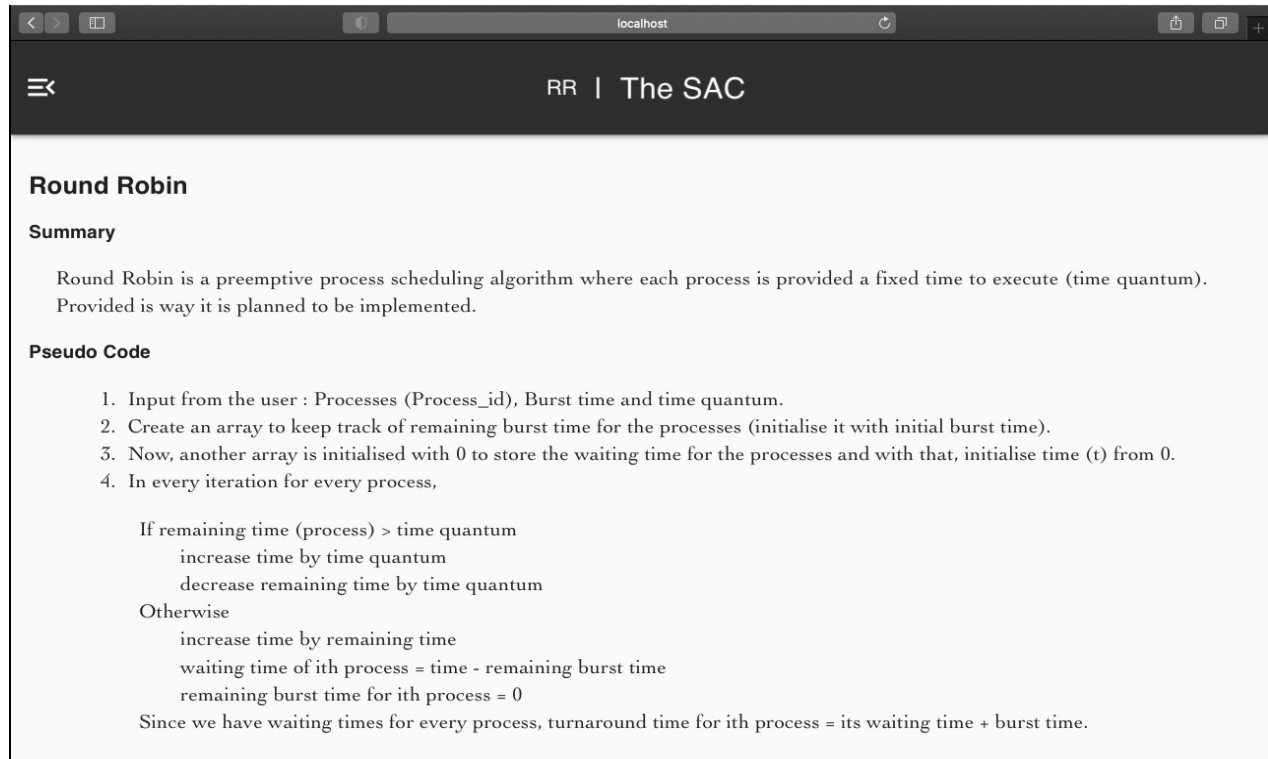 localhost
RR | The SAC
Round Robin
Summary
Round Robin is a preemptive process scheduling algorithm where each process is provided a fixed time to execute (time quantum).
Provided is way it is planned to be implemented.
Pseudo Code
1. Input from the user : Processes (Process_id), Burst time and time quantum.
2. Create an array to keep track of remaining burst time for the processes (initialise it with initial burst time).
3. Now, another array is initialised with 0 to store the waiting time for the processes and with that, initialise time (t) from 0.
4. In every iteration for every process,
If remaining time (process) > time quantum
increase time by time quantum
decrease remaining time by time quantum
Otherwise
increase time by remaining time
waiting time of ith process = time - remaining burst time
remaining burst time for ith process = 0
Since we have waiting times for every process, turnaround time for ith process = its waiting time + burst time.